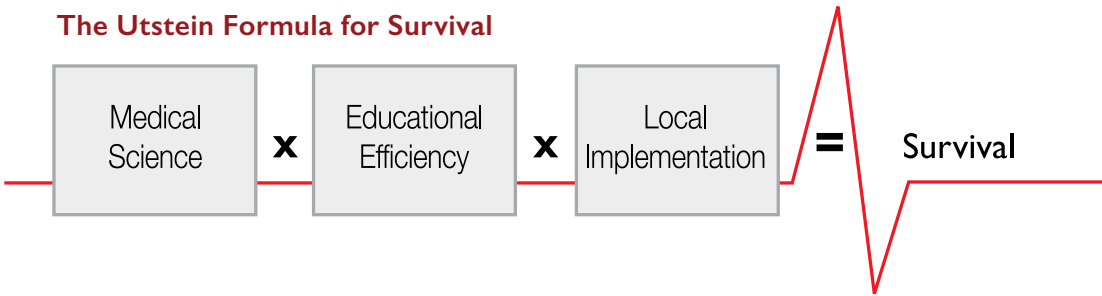 The Utstein Formula for Survival
Medical
Science
x
Educational
Efficiency
x
Local
Implementation
=
Survival